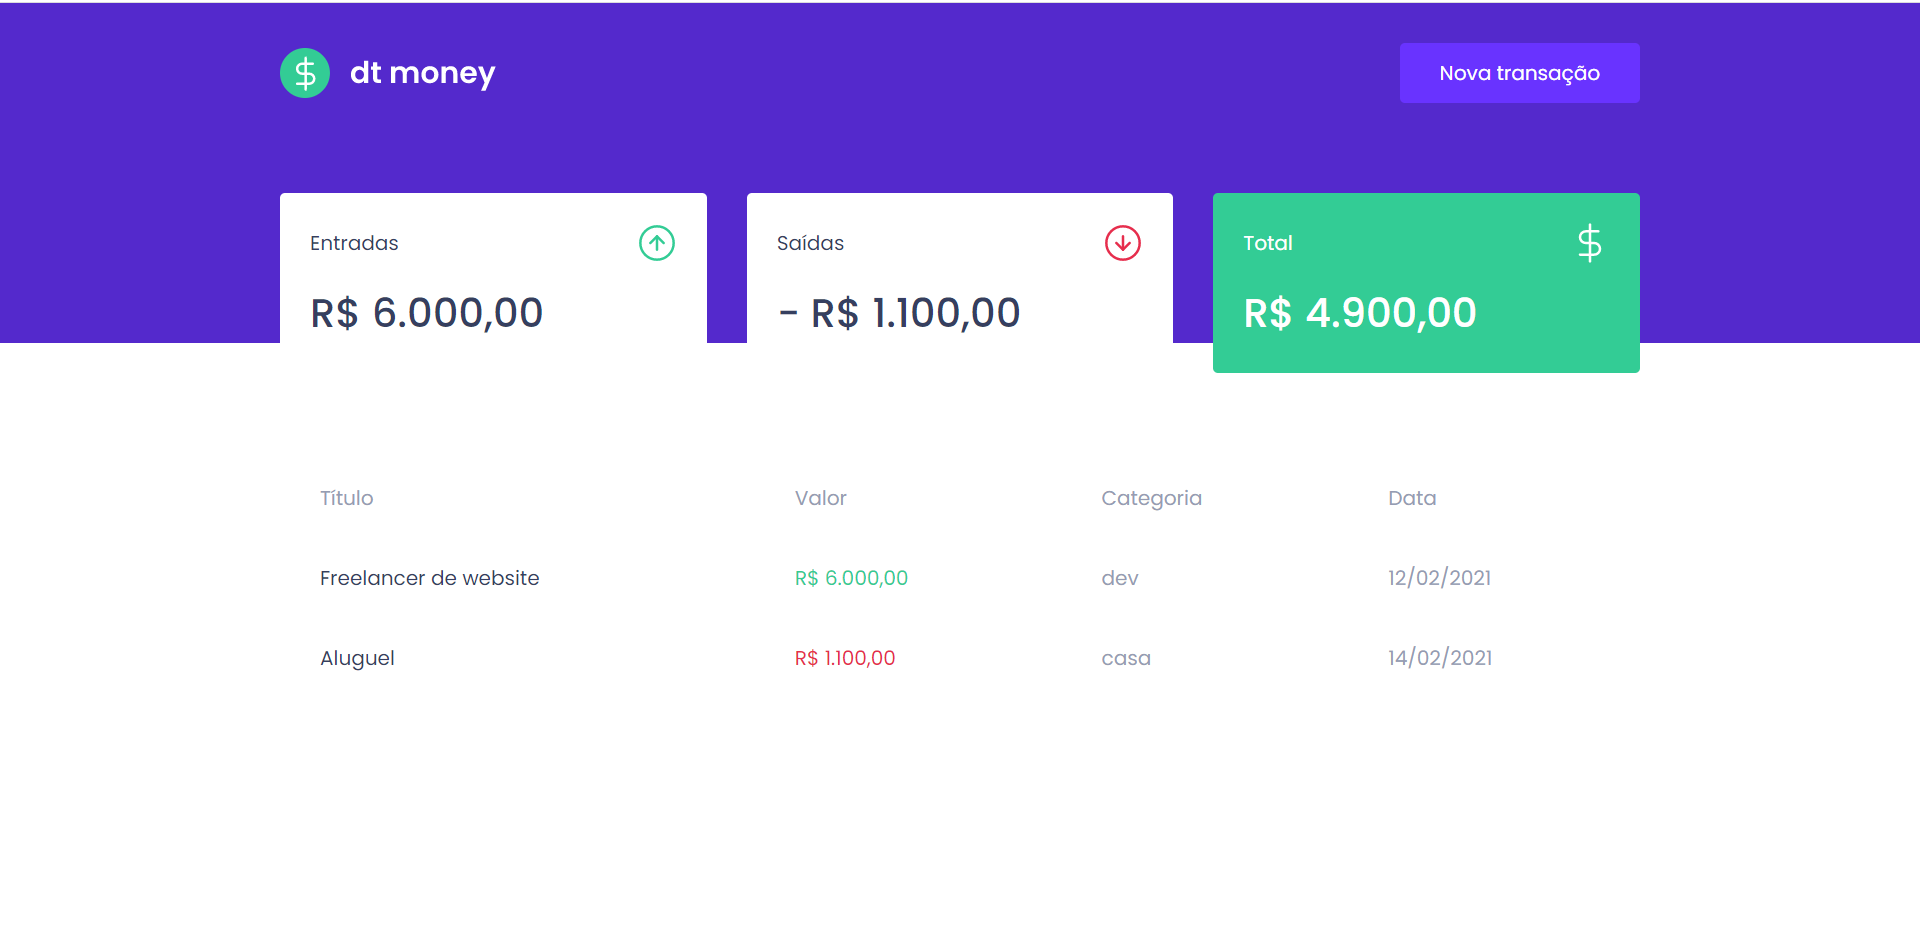 dt money
Nova transação
Entradas
R$ 6.000,00
Saídas
- R$ 1.100,00
Total
R$ 4.900,00
Título Valor Categoria Data
Freelancer de website R$ 6.000,00 dev 12/02/2021
Aluguel R$ 1.100,00 casa 14/02/2021